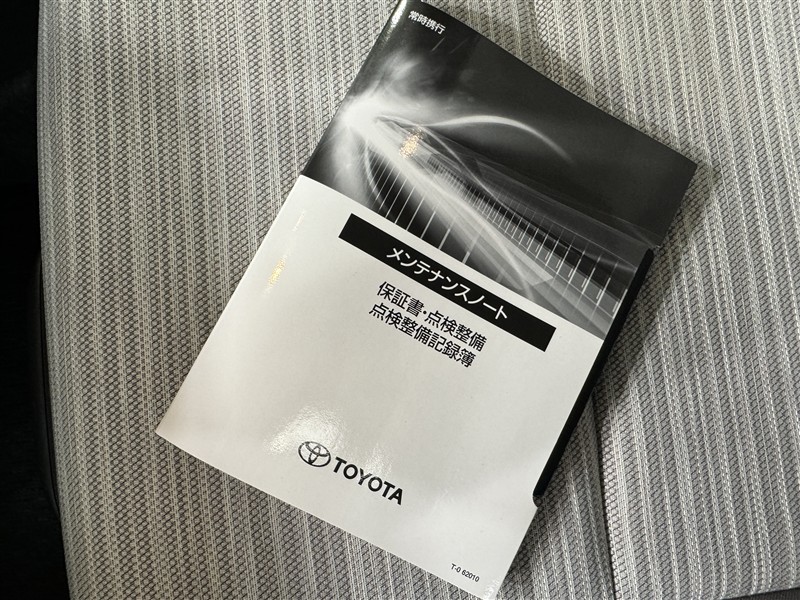 常時携行
メンテナンスノート
保証書・点検整備
点検整備記録簿
TOYOTA
T-0 62010